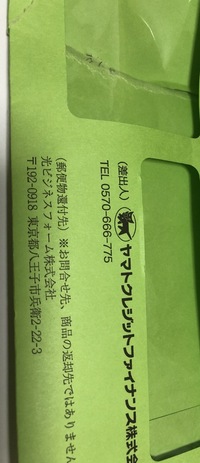 (差出人) ヤマトクレジットファイナンス株式会
TEL 0570-666-775
(郵便物還付先) ※お問合せ先、商品の返却先ではありません
光ビジネスフォーム株式会社
〒192-0918 東京都八王子市兵衛2-22-3